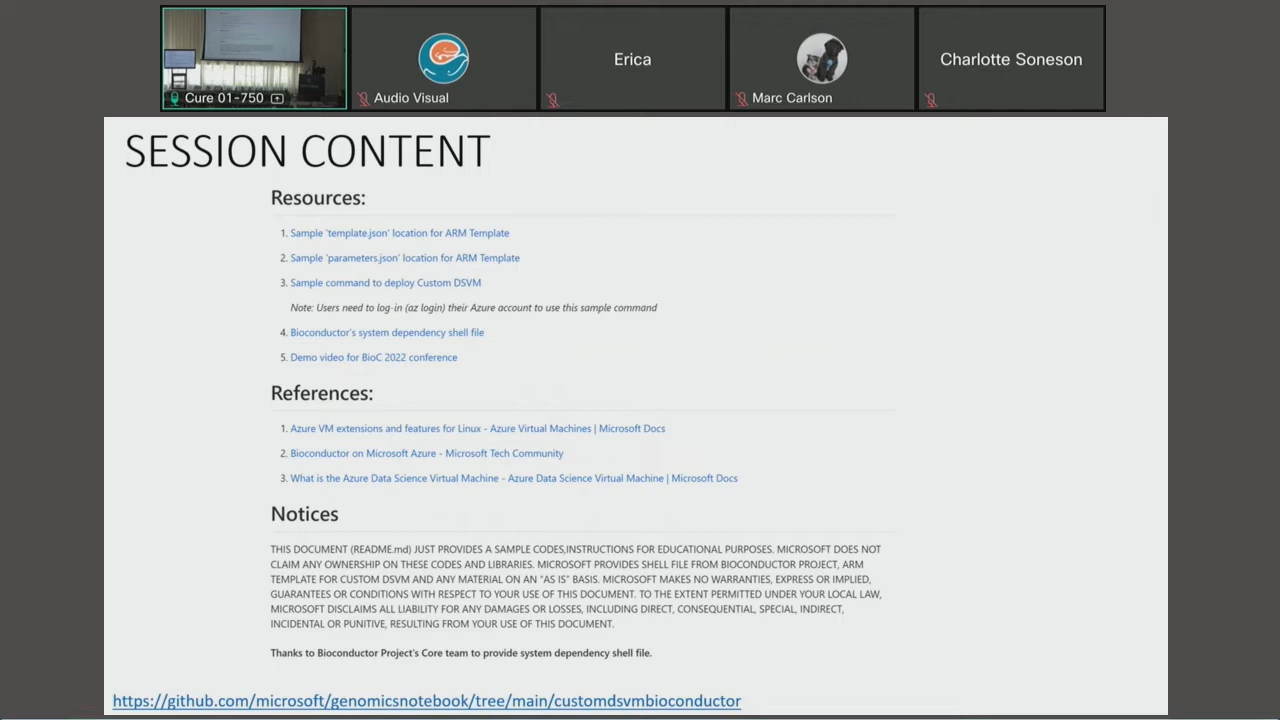 Cure 01-750
Audio Visual
Erica
Marc Carlson
Charlotte Soneson
SESSION CONTENT
Resources:
1. Sample 'template.json' location for ARM Template
2. Sample 'parameters.json' location for ARM Template
3. Sample command to deploy Custom DSVM
Note: Users need to log-in (az login) their Azure account to use this sample command
4. Bioconductor's system dependency shell file
5. Demo video for BioC 2022 conference
References:
1. Azure VM extensions and features for Linux - Azure Virtual Machines | Microsoft Docs
2. Bioconductor on Microsoft Azure - Microsoft Tech Community
3. What is the Azure Data Science Virtual Machine - Azure Data Science Virtual Machine | Microsoft Docs
Notices
THIS DOCUMENT (README.md) JUST PROVIDES A SAMPLE CODES,INSTRUCTIONS FOR EDUCATIONAL PURPOSES. MICROSOFT DOES NOT
CLAIM ANY OWNERSHIP ON THESE CODES AND LIBRARIES. MICROSOFT PROVIDES SHELL FILE FROM BIOCONDUCTOR PROJECT, ARM
TEMPLATE FOR CUSTOM DSVM AND ANY MATERIAL ON AN "AS IS" BASIS. MICROSOFT MAKES NO WARRANTIES, EXPRESS OR IMPLIED,
GUARANTEES OR CONDITIONS WITH RESPECT TO YOUR USE OF THIS DOCUMENT. TO THE EXTENT PERMITTED UNDER YOUR LOCAL LAW,
MICROSOFT DISCLAIMS ALL LIABILITY FOR ANY DAMAGES OR LOSSES, INCLUDING DIRECT, CONSEQUENTIAL, SPECIAL, INDIRECT,
INCIDENTAL OR PUNITIVE, RESULTING FROM YOUR USE OF THIS DOCUMENT.
Thanks to Bioconductor Project's Core team to provide system dependency shell file.
https://github.com/microsoft/genomicsnotebook/tree/main/customdsvmbioconductor